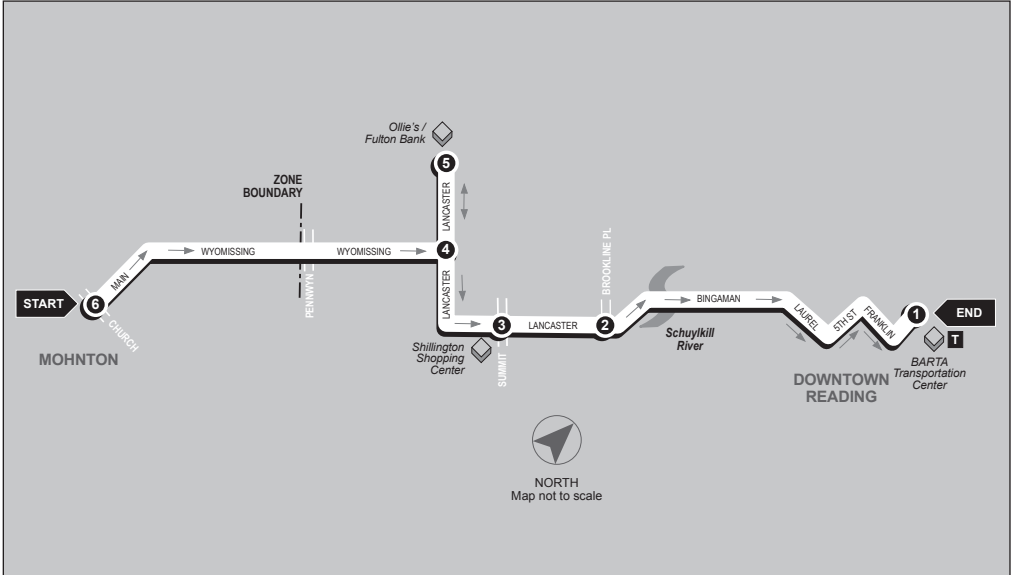 Ollie's /
Fulton Bank
5
ZONE
BOUNDARY
LANCASTER
WYOMISSING
WYOMISSING
4
MAIN
START
6
CHURCH
PENNWYN
MOHNTON
LANCASTER
Shillington
Shopping
Center
3
SUMMIT
LANCASTER
2
BROOKLINE PL
BINGAMAN
Schuylkill
River
LAUREL
5TH ST
FRANKLIN
1
END
T
BARTA
Transportation
Center
DOWNTOWN
READING
NORTH
Map not to scale